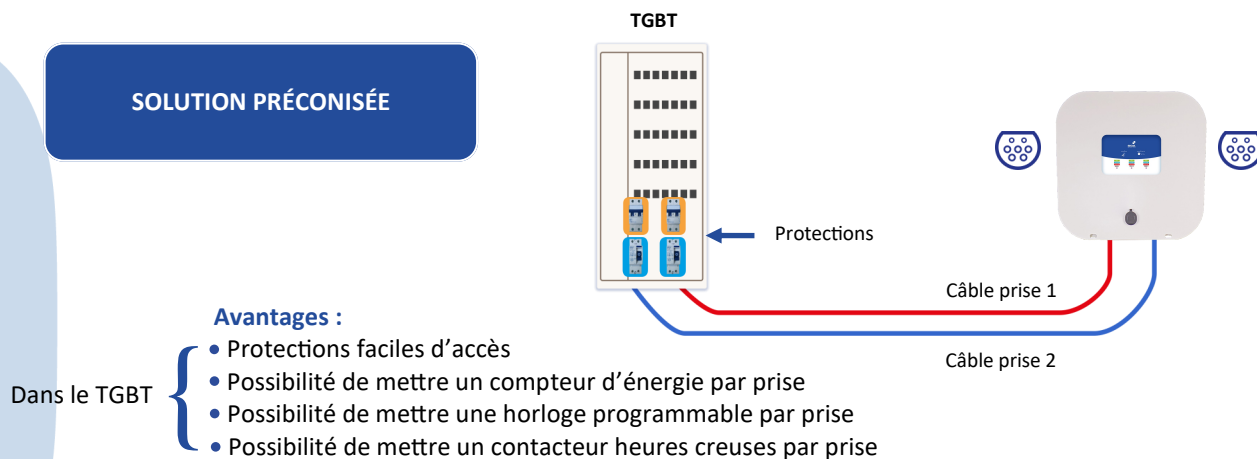 TGBT
SOLUTION PRÉCONISÉE
Protections
Câble prise 1
Câble prise 2
Avantages :
Dans le TGBT
• Protections faciles d’accès
• Possibilité de mettre un compteur d’énergie par prise
• Possibilité de mettre une horloge programmable par prise
• Possibilité de mettre un contacteur heures creuses par prise